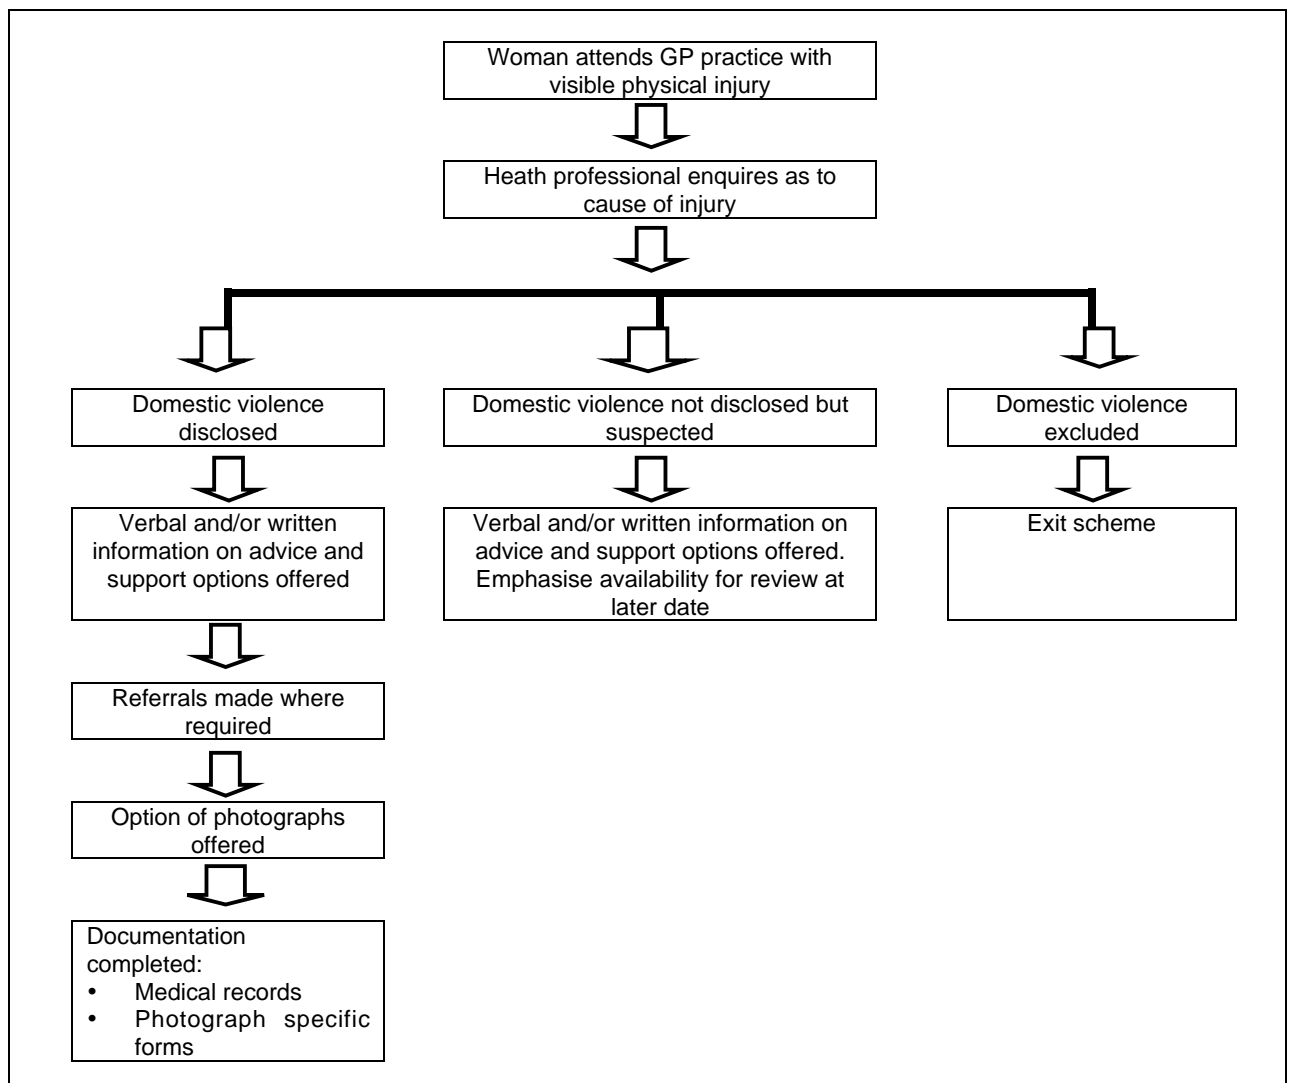 Woman attends GP practice with
visible physical injury
Heath professional enquires as to
cause of injury
Domestic violence
disclosed
Domestic violence not disclosed but
suspected
Domestic violence
excluded
Verbal and/or written
information on advice and
support options offered
Verbal and/or written information on
advice and support options offered.
Emphasise availability for review at
later date
Exit scheme
Referrals made where
required
Option of photographs
offered
Documentation
completed:
• Medical records
• Photograph specific
forms